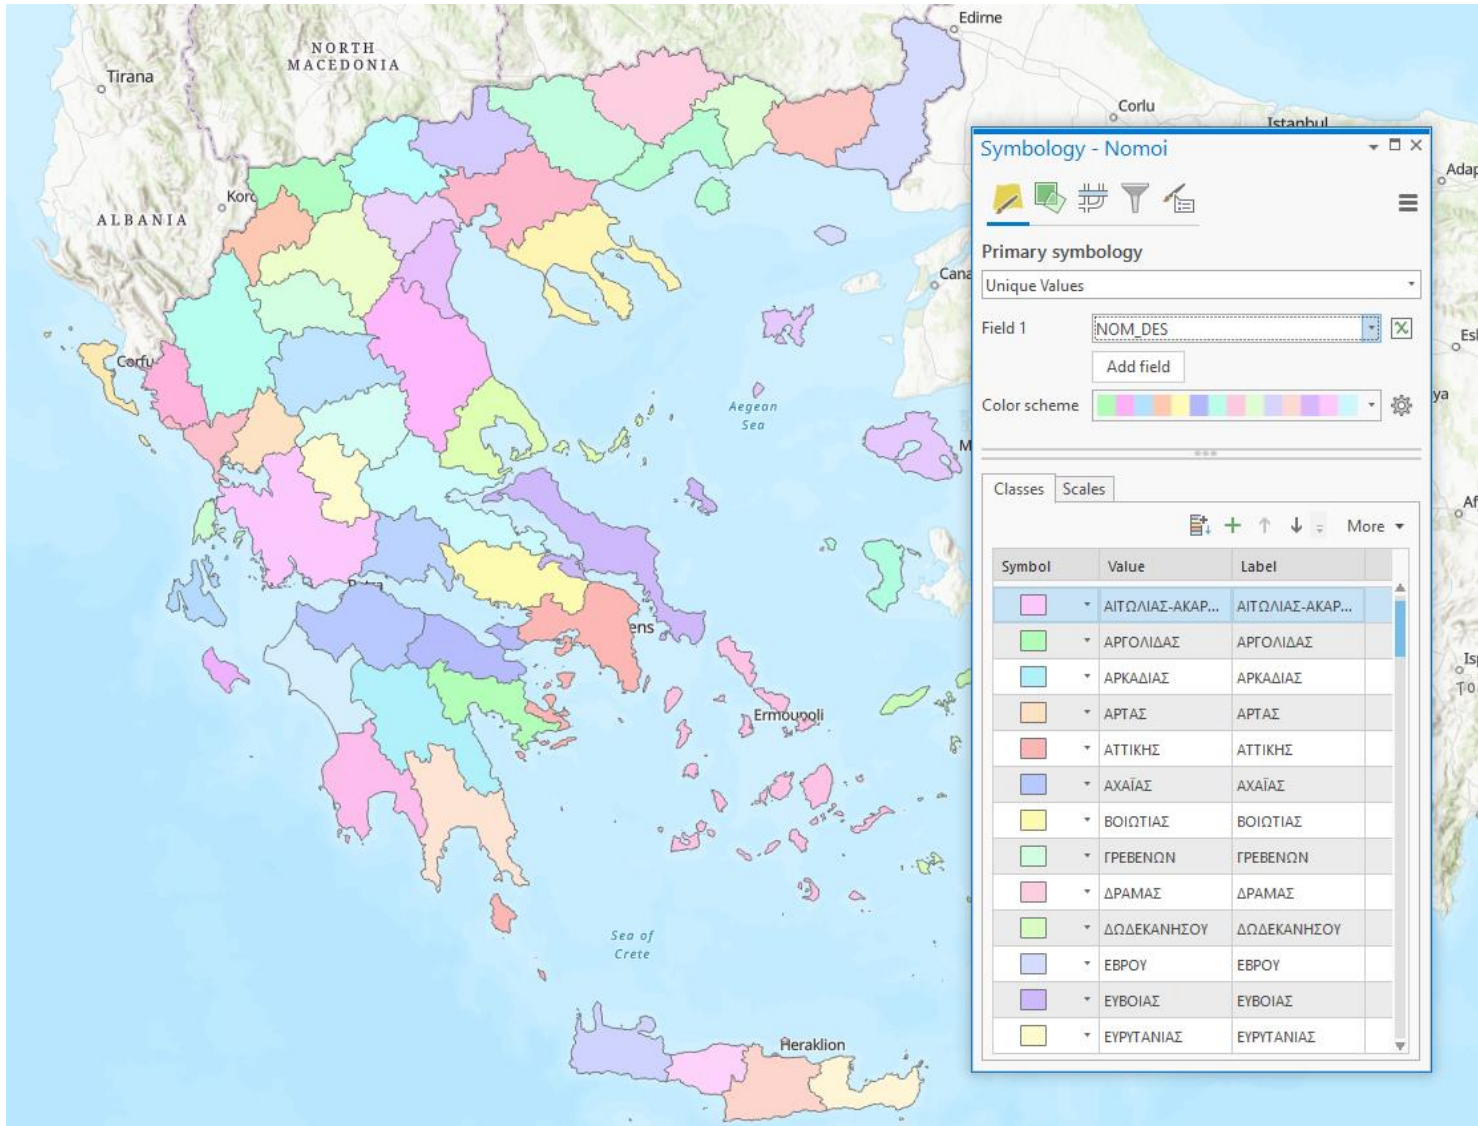 Edirne
NORTH
MACEDONIA
Tirana
Corlu
Istanbul
ALBANIA
Corfu
Aegean
Sea
Ermoupoli
Sea of
Crete
Heraklion
Symbology - Nomoi
Primary symbology
Unique Values
Field 1
NOM_DES
Add field
Color scheme
Classes
Scales
More
Symbol Value Label
ΑΙΤΩΛΙΑΣ-ΑΚΑΡ... ΑΙΤΩΛΙΑΣ-ΑΚΑΡ...
ΑΡΓΟΛΙΔΑΣ ΑΡΓΟΛΙΔΑΣ
ΑΡΚΑΔΙΑΣ ΑΡΚΑΔΙΑΣ
ΑΡΤΑΣ ΑΡΤΑΣ
ΑΤΤΙΚΗΣ ΑΤΤΙΚΗΣ
ΑΧΑΪΑΣ ΑΧΑΪΑΣ
ΒΟΙΩΤΙΑΣ ΒΟΙΩΤΙΑΣ
ΓΡΕΒΕΝΩΝ ΓΡΕΒΕΝΩΝ
ΔΡΑΜΑΣ ΔΡΑΜΑΣ
ΔΩΔΕΚΑΝΗΣΟΥ ΔΩΔΕΚΑΝΗΣΟΥ
ΕΒΡΟΥ ΕΒΡΟΥ
ΕΥΒΟΙΑΣ ΕΥΒΟΙΑΣ
ΕΥΡΥΤΑΝΙΑΣ ΕΥΡΥΤΑΝΙΑΣ